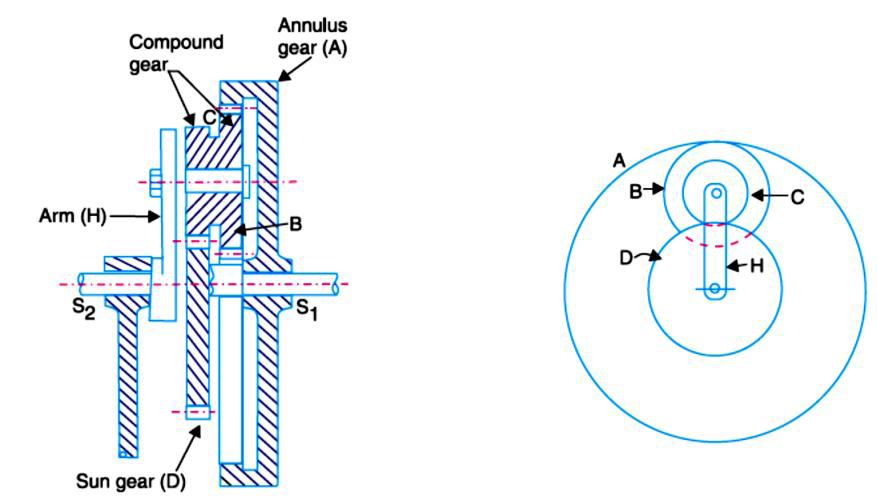 Annulus
gear (A)
Compound
gear
C
Arm (H)
B
S2
S1
Sun gear (D)
A
B
C
D
H